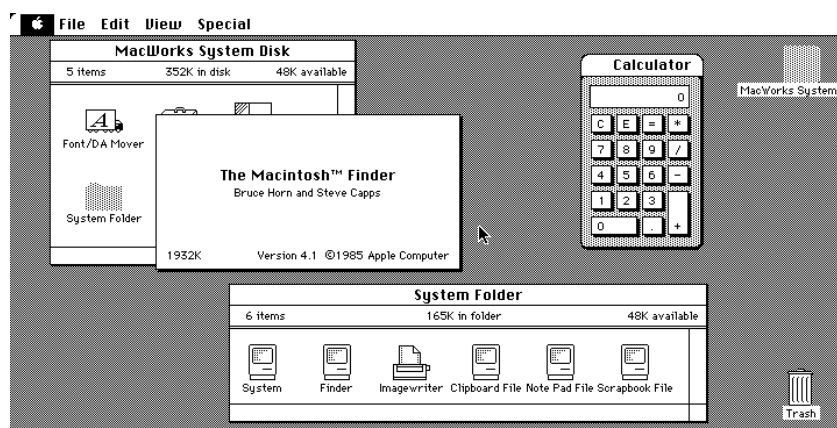 File Edit View Special
MacWorks System Disk
5 items 352K in disk 48K available
Font/DA Mover
System Folder
The Macintosh™ Finder
Bruce Horn and Steve Capps
1932K Version 4.1 ©1985 Apple Computer
Calculator
0
C E = *
7 8 9 /
4 5 6 -
1 2 3
0 . +
MacWorks System
System Folder
6 items 165K in folder 48K available
System Finder Imagewriter Clipboard File Note Pad File Scrapbook File
Trash